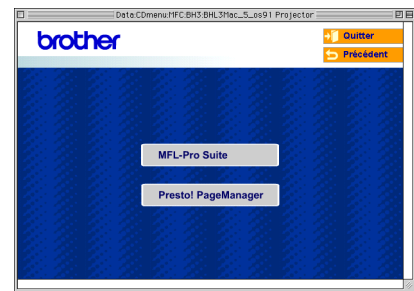 Data:CDmenu:MFC:BH3:BHL3Mac_5_os91 Projector
brother
Quitter
Précédent
MFL-Pro Suite
Presto! PageManager